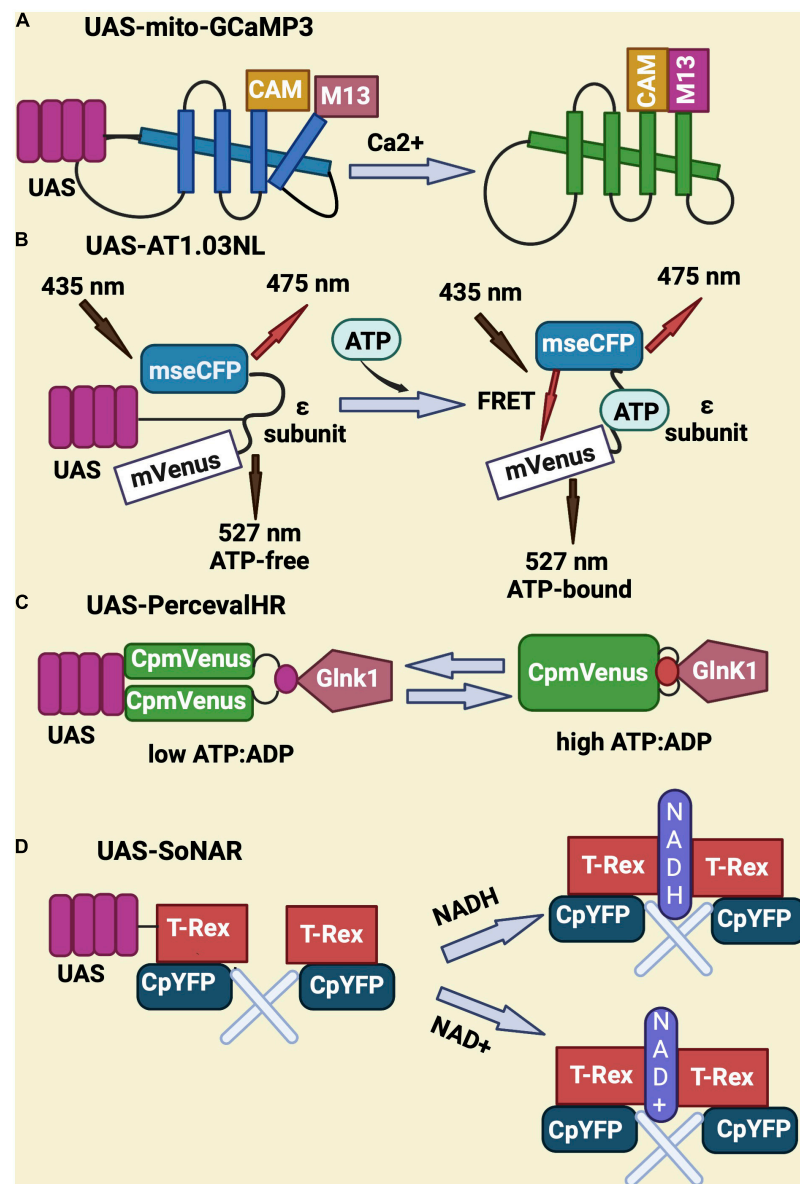 A
UAS-mito-GCaMP3
CAM
M13
UAS
Ca2+
CAM
M13
B
UAS-AT1.03NL
435 nm
475 nm
mseCFP
UAS
mVenus
ε
subunit
527 nm
ATP-free
ATP
435 nm
475 nm
mseCFP
FRET
ATP
ε
subunit
mVenus
527 nm
ATP-bound
C
UAS-PercevalHR
CpmVenus
CpmVenus
Glnk1
UAS
low ATP:ADP
CpmVenus
GlnK1
high ATP:ADP
D
UAS-SoNAR
T-Rex
T-Rex
UAS
CpYFP
CpYFP
NADH
NAD+
T-Rex
NADH
T-Rex
CpYFP
CpYFP
T-Rex
NAD+
T-Rex
CpYFP
CpYFP